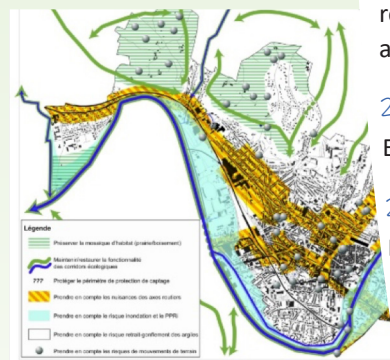 Légende
Préserver la mosaïque d'habitat (prairie/boisement)
Maintenir/restaurer la fonctionnalité
des corridors écologiques
??? Protéger le périmètre de protection de captage
Prendre en compte les nuisances des axes routiers
Prendre en compte le risque inondation et le PPRI
Prendre en compte le risque retrait-gonflement des argiles
Prendre en compte les risques de mouvements de terrain